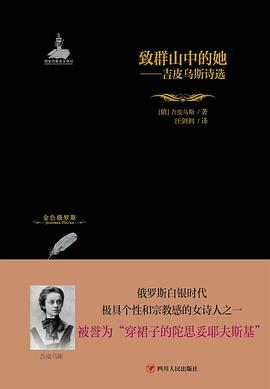 致群山中的她
——吉皮乌斯诗选
[俄] 吉皮乌斯 / 著
汪剑钊 / 译
金色俄罗斯
俄罗斯白银时代
极具个性和宗教感的女诗人之一
被誉为“穿裙子的陀思妥耶夫斯基”
吉皮乌斯
四川人民出版社